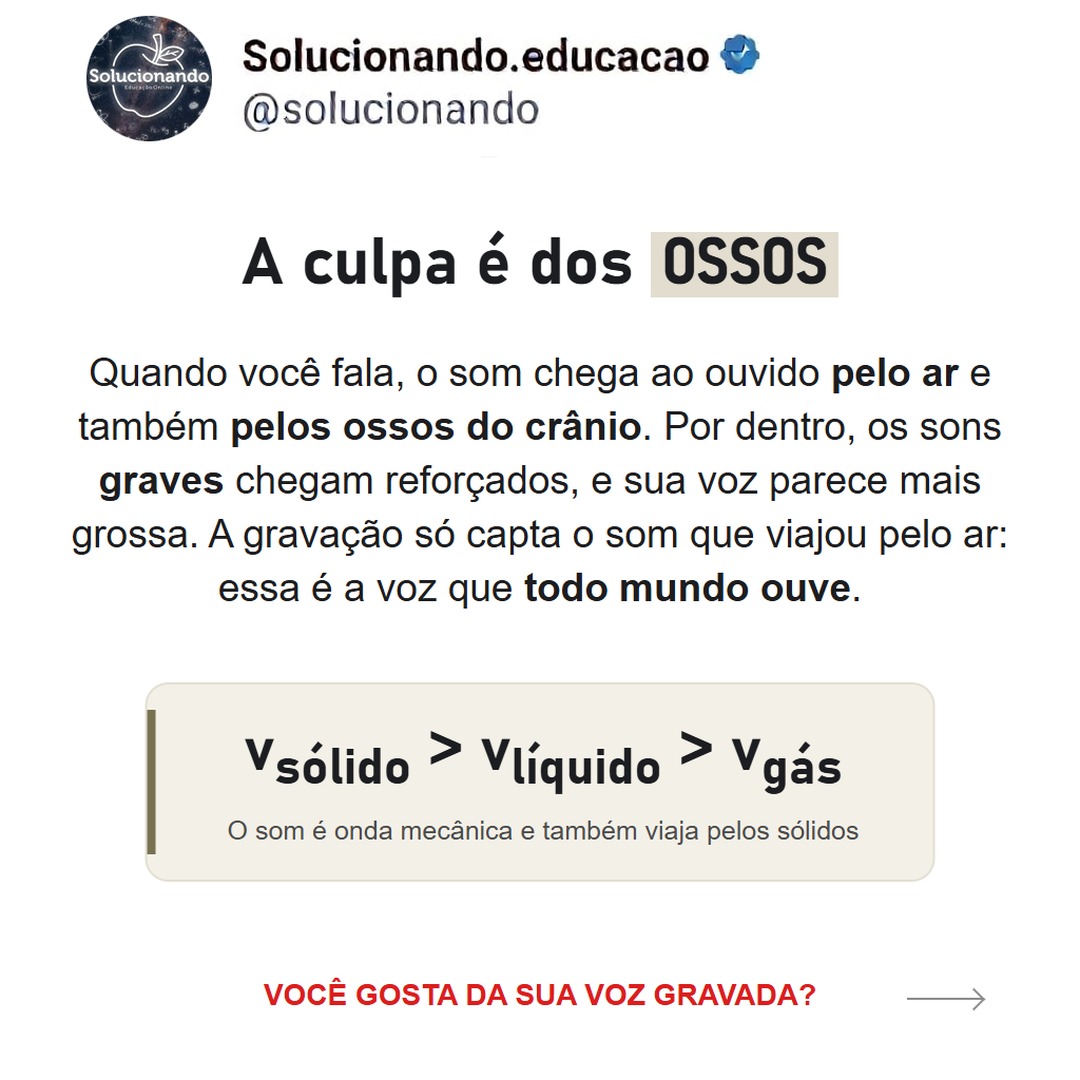 Solucionando
Educação Online
Solucionando.educacao
@solucionando
A culpa é dos OSSOS
Quando você fala, o som chega ao ouvido pelo ar e
também pelos ossos do crânio. Por dentro, os sons
graves chegam reforçados, e sua voz parece mais
grossa. A gravação só capta o som que viajou pelo ar:
essa é a voz que todo mundo ouve.
vsólido > vlíquido > vgás
O som é onda mecânica e também viaja pelos sólidos
VOCÊ GOSTA DA SUA VOZ GRAVADA?